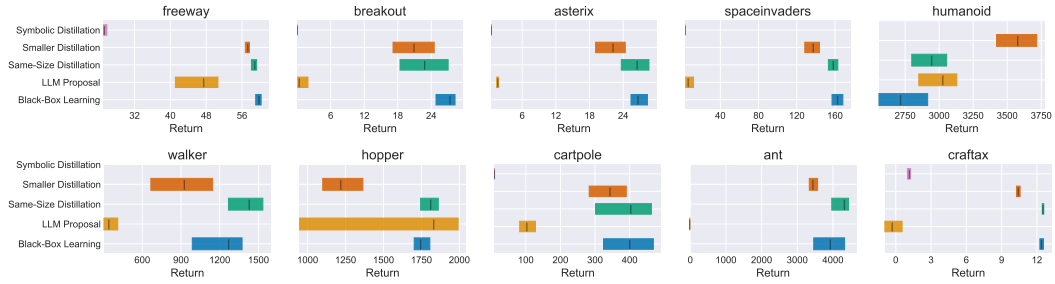 freeway
breakout
asterix
spaceinvaders
humanoid
Symbolic Distillation
Smaller Distillation
Same-Size Distillation
LLM Proposal
Black-Box Learning
32 40 48 56
6 12 18 24
6 12 18 24
40 80 120 160
2750 3000 3250 3500 3750
Return
Return
Return
Return
Return
walker
hopper
cartpole
ant
craftax
Symbolic Distillation
Smaller Distillation
Same-Size Distillation
LLM Proposal
Black-Box Learning
600 900 1200 1500
1000 1200 1400 1600 1800 2000
100 200 300 400
0 1000 2000 3000 4000
0 3 6 9 12
Return
Return
Return
Return
Return